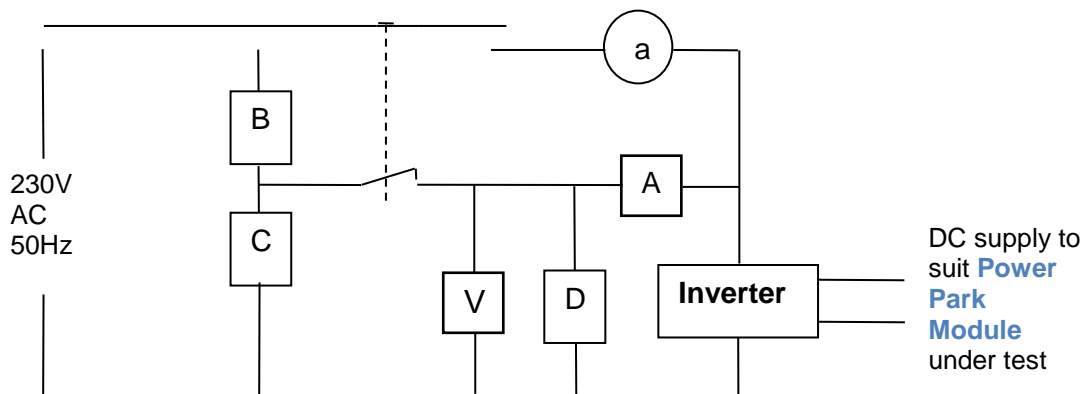 a
B
230V
AC
50Hz
A
C
V
D
Inverter
DC supply to
suit Power
Park
Module
under test